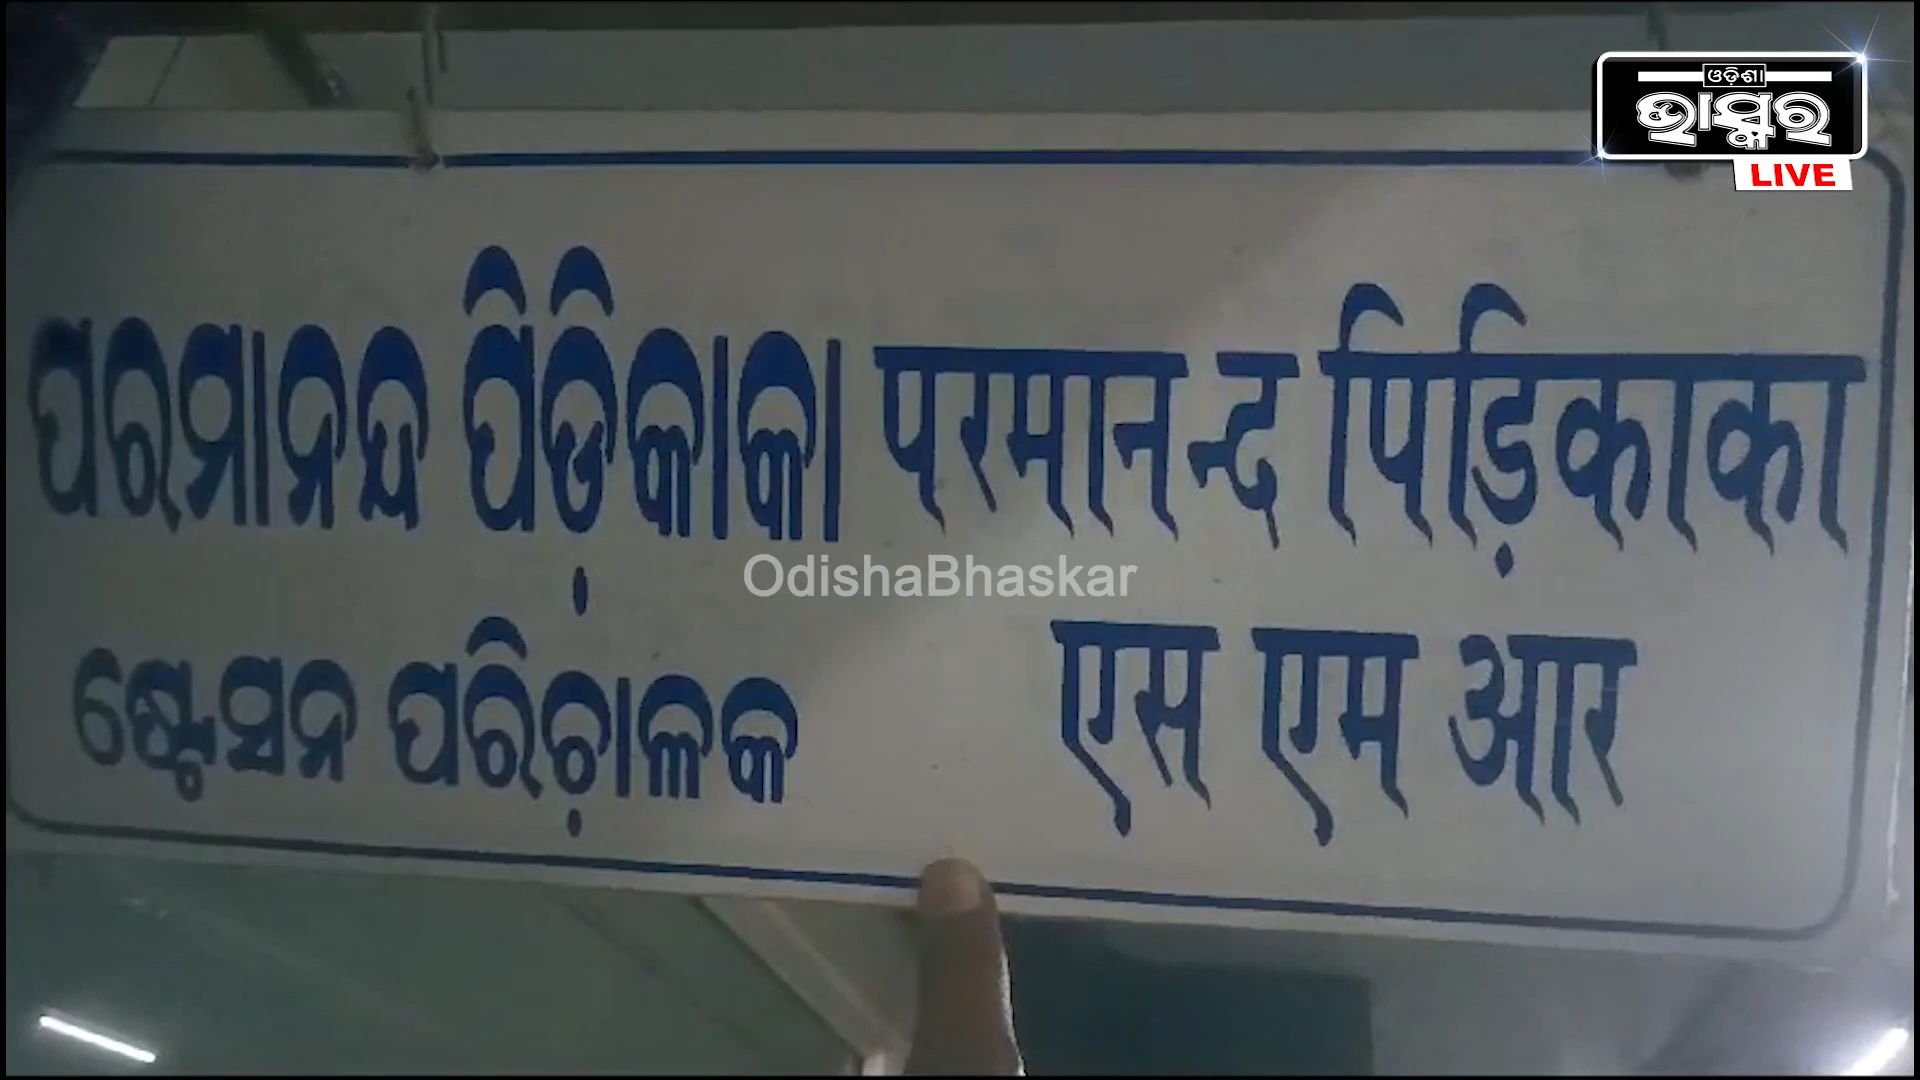 ଓଡ଼ିଶା
ଭାସ୍କର
LIVE
ପରମାନନ୍ଦ ପିଡ଼ିକାକା
परमानन्द पिड़िकाका
OdishaBhaskar
ଷ୍ଟେସନ ପରିଚ଼ାଳକ
एस एम आर